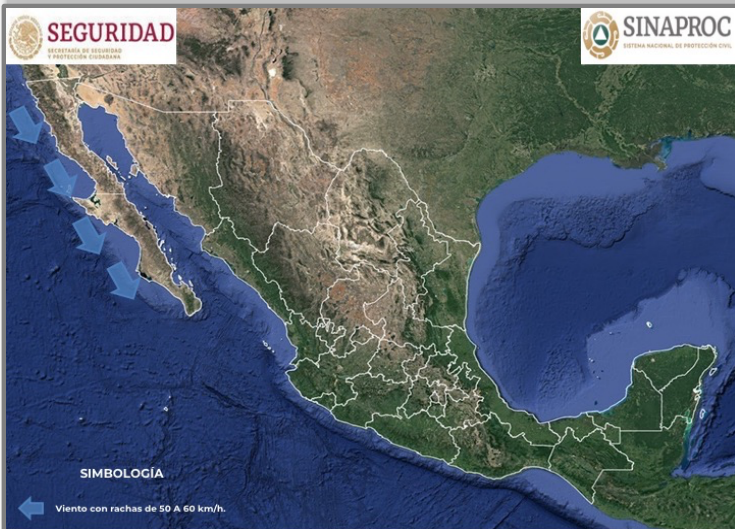 SEGURIDAD
SECRETARÍA DE SEGURIDAD
Y PROTECCIÓN CIUDADANA
SINAPROC
SISTEMA NACIONAL DE PROTECCIÓN CIVIL
SIMBOLOGÍA
Viento con rachas de 50 A 60 km/h.